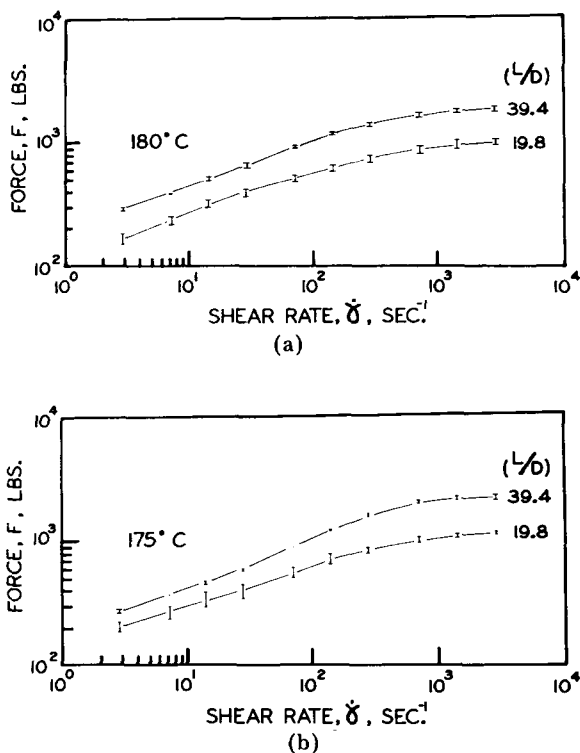 10⁴
(L/D)
39.4
FORCE, F, LBS.
10³
180°C
19.8
10²
10⁰ 10¹ 10² 10³ 10⁴
SHEAR RATE, γ̇, SEC.⁻¹
(a)
10⁴
(L/D)
39.4
FORCE, F, LBS.
10³
175°C
19.8
10²
10⁰ 10¹ 10² 10³ 10⁴
SHEAR RATE, γ̇, SEC.⁻¹
(b)